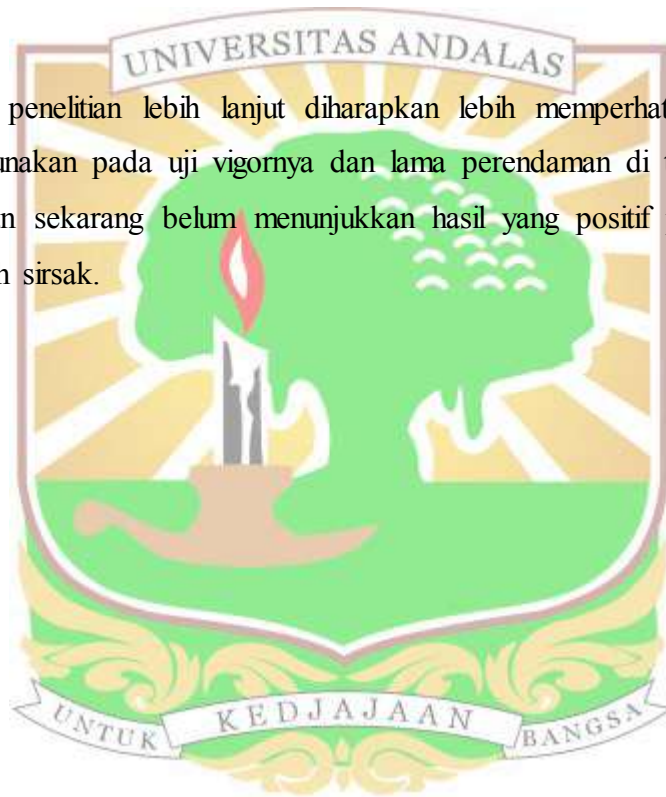 UNIVERSITAS ANDALAS
penelitian lebih lanjut diharapkan lebih memperhat
unakan pada uji vigornya dan lama perendaman di
n sekarang belum menunjukkan hasil yang positif
n sirsak.
UNTUK KEDJAJAAN BANGSA